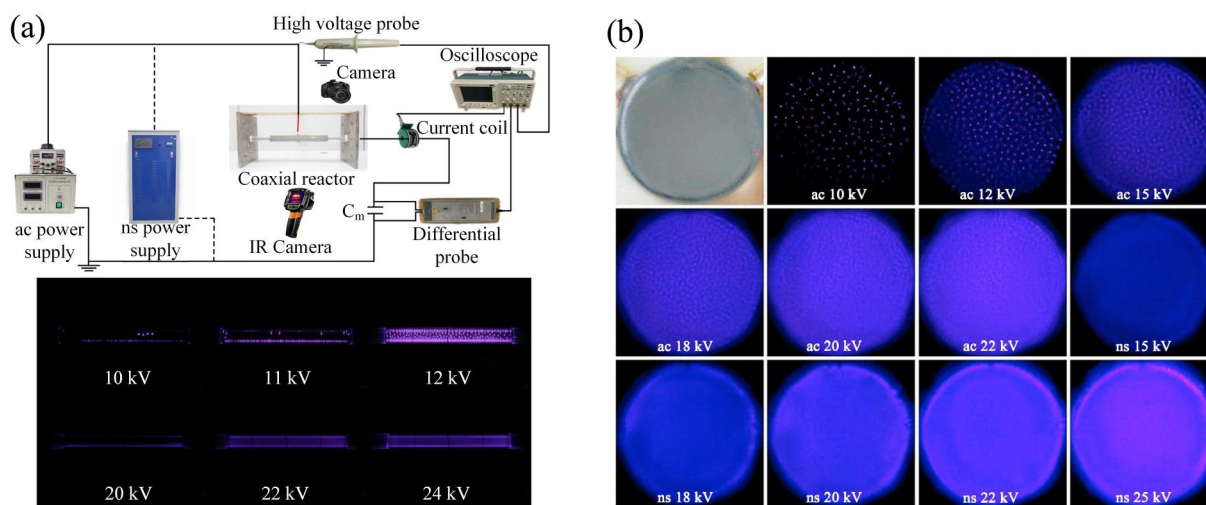 (a)
High voltage probe
Camera
Oscilloscope
Current coil
Coaxial reactor
Cm
IR Camera
Differential
probe
ac power
supply
ns power
supply
10 kV
11 kV
12 kV
20 kV
22 kV
24 kV
(b)
ac 10 kV
ac 12 kV
ac 15 kV
ac 18 kV
ac 20 kV
ac 22 kV
ns 15 kV
ns 18 kV
ns 20 kV
ns 22 kV
ns 25 kV